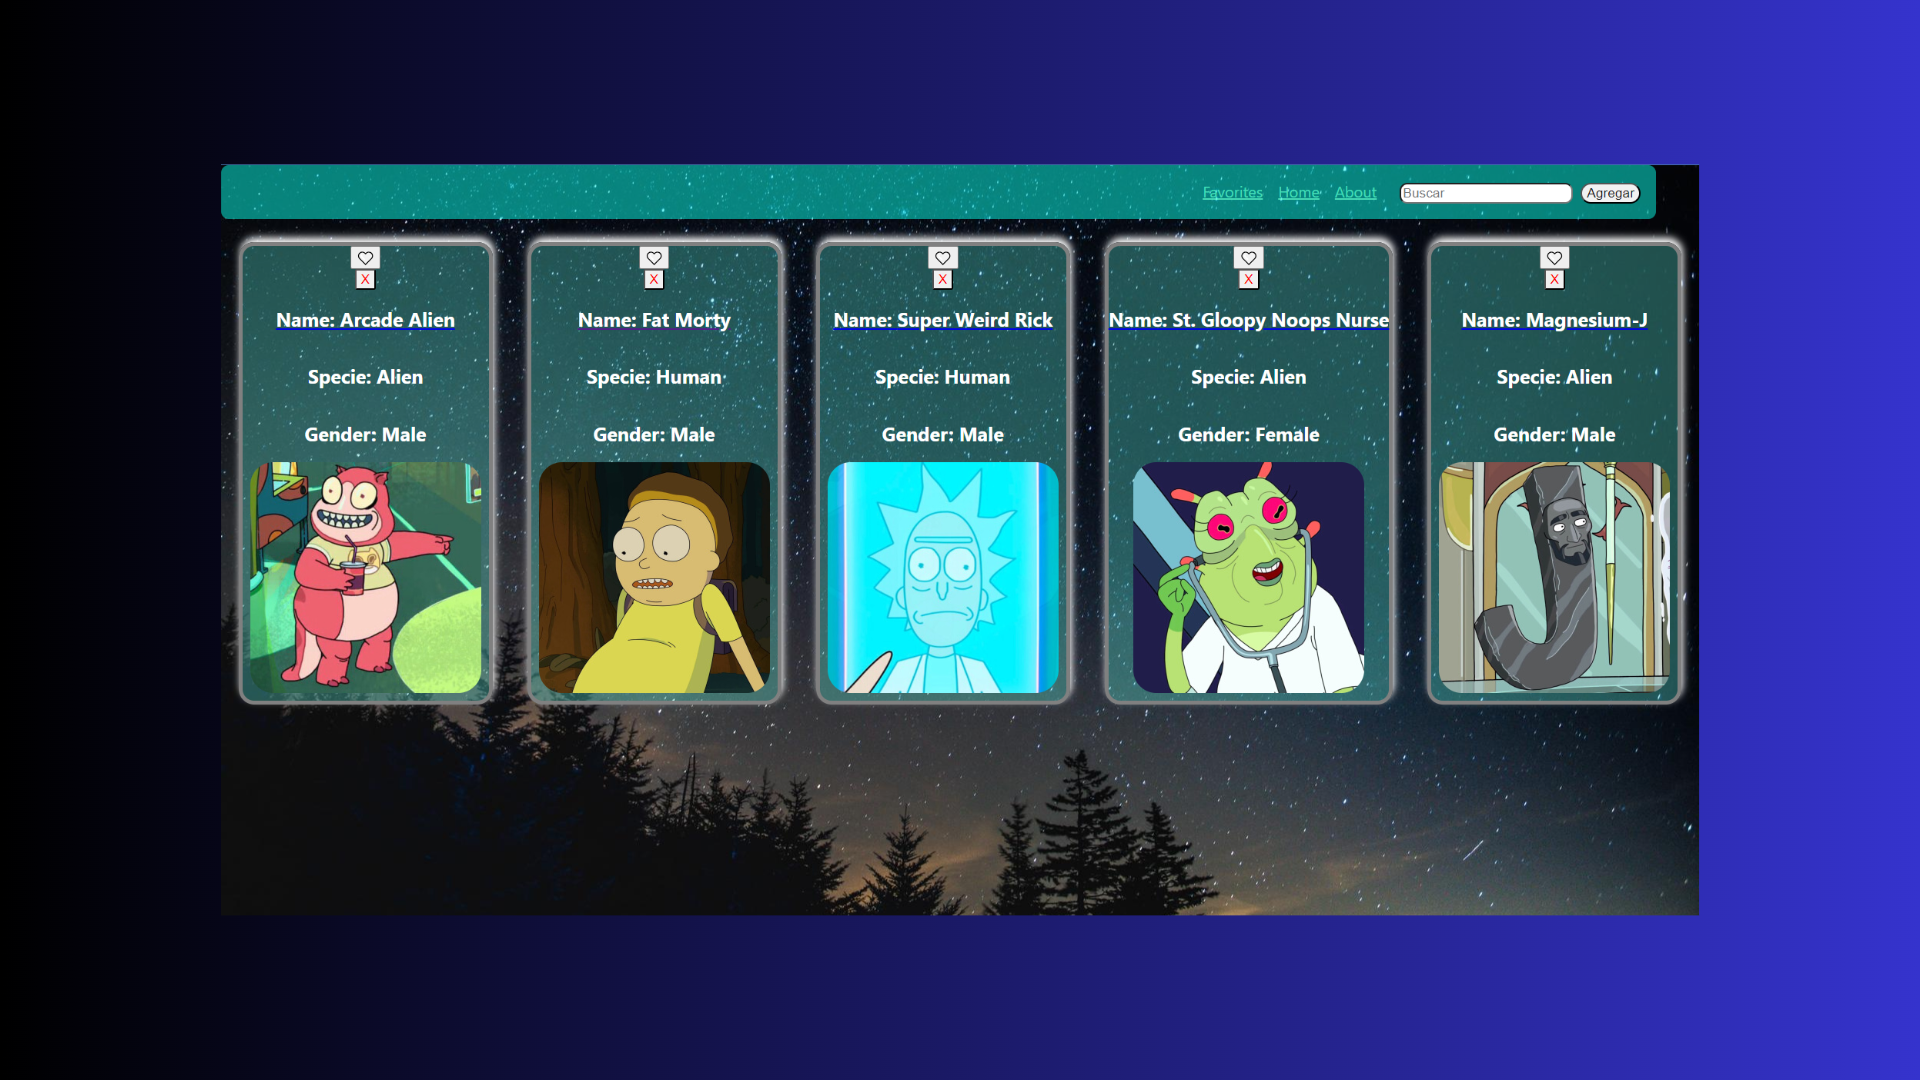 Favorites Home About Buscar Agregar
X X X X X
Name: Arcade Alien Name: Fat Morty Name: Super Weird Rick Name: St. Gloopy Noops Nurse Name: Magnesium-J
Specie: Alien Specie: Human Specie: Human Specie: Alien Specie: Alien
Gender: Male Gender: Male Gender: Male Gender: Female Gender: Male